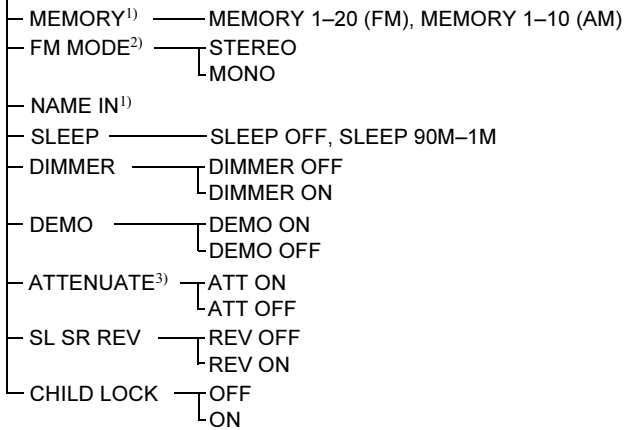 MEMORY1) MEMORY 1–20 (FM), MEMORY 1–10 (AM)
FM MODE2) STEREO
MONO
NAME IN1)
SLEEP SLEEP OFF, SLEEP 90M–1M
DIMMER DIMMER OFF
DIMMER ON
DEMO DEMO ON
DEMO OFF
ATTENUATE3) ATT ON
ATT OFF
SL SR REV REV OFF
REV ON
CHILD LOCK OFF
ON